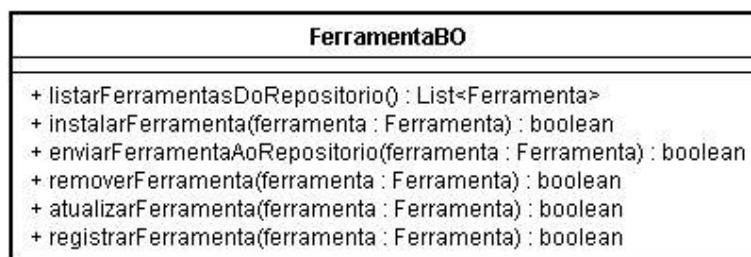 FerramentaBO
+ listarFerramentasDoRepositorio() : List<Ferramenta>
+ instalarFerramenta(ferramenta : Ferramenta) : boolean
+ enviarFerramentaAoRepositorio(ferramenta : Ferramenta) : boolean
+ removerFerramenta(ferramenta : Ferramenta) : boolean
+ atualizarFerramenta(ferramenta : Ferramenta) : boolean
+ registrarFerramenta(ferramenta : Ferramenta) : boolean